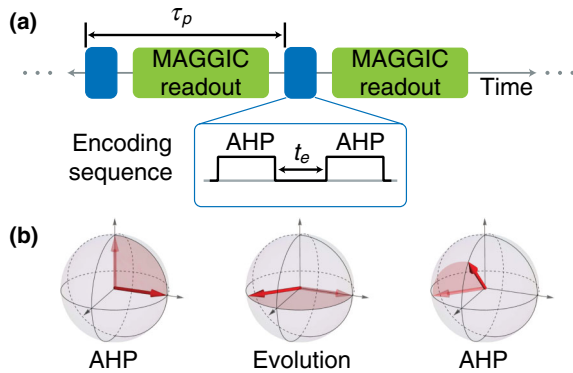 (a)
τp
MAGGIC
readout
MAGGIC
readout
Time
Encoding
sequence
AHP
te
AHP
(b)
AHP
Evolution
AHP